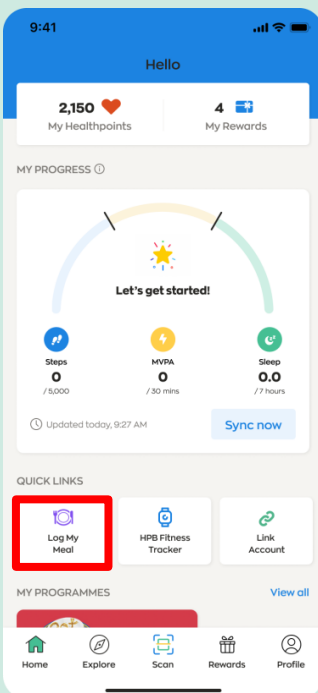 9:41
Hello
2,150
4
My Healthpoints
My Rewards
MY PROGRESS
Let's get started!
Steps
MVPA
Sleep
0
0
0.0
/ 5,000
/ 30 mins
/ 7 hours
Updated today, 9:27 AM
Sync now
QUICK LINKS
Log My
Meal
HPB Fitness
Tracker
Link
Account
MY PROGRAMMES
View all
Home
Explore
Scan
Rewards
Profile